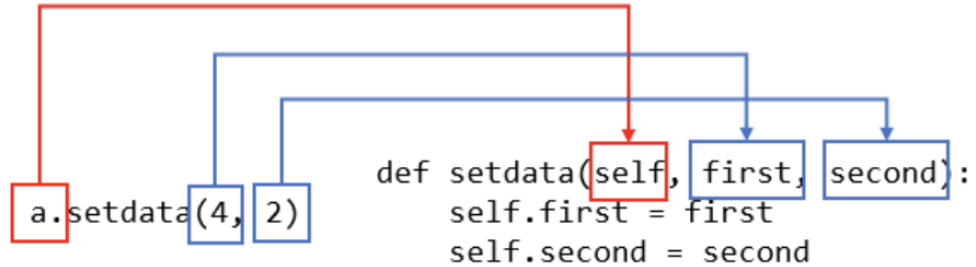 def setdata(self, first, second):
a.setdata(4, 2)
self.first = first
self.second = second